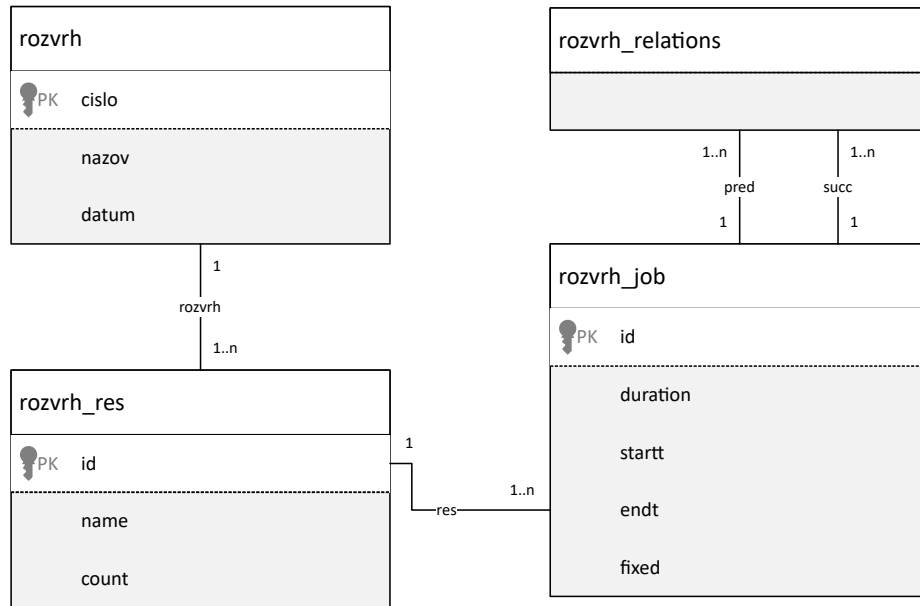 rozvrh
PK cislo
nazov
datum
1
rozvrh
1..n
rozvrh_res
PK id
name
count
1
res
1..n
rozvrh_relations
1..n
pred
1
1..n
succ
1
rozvrh_job
PK id
duration
startt
endt
fixed